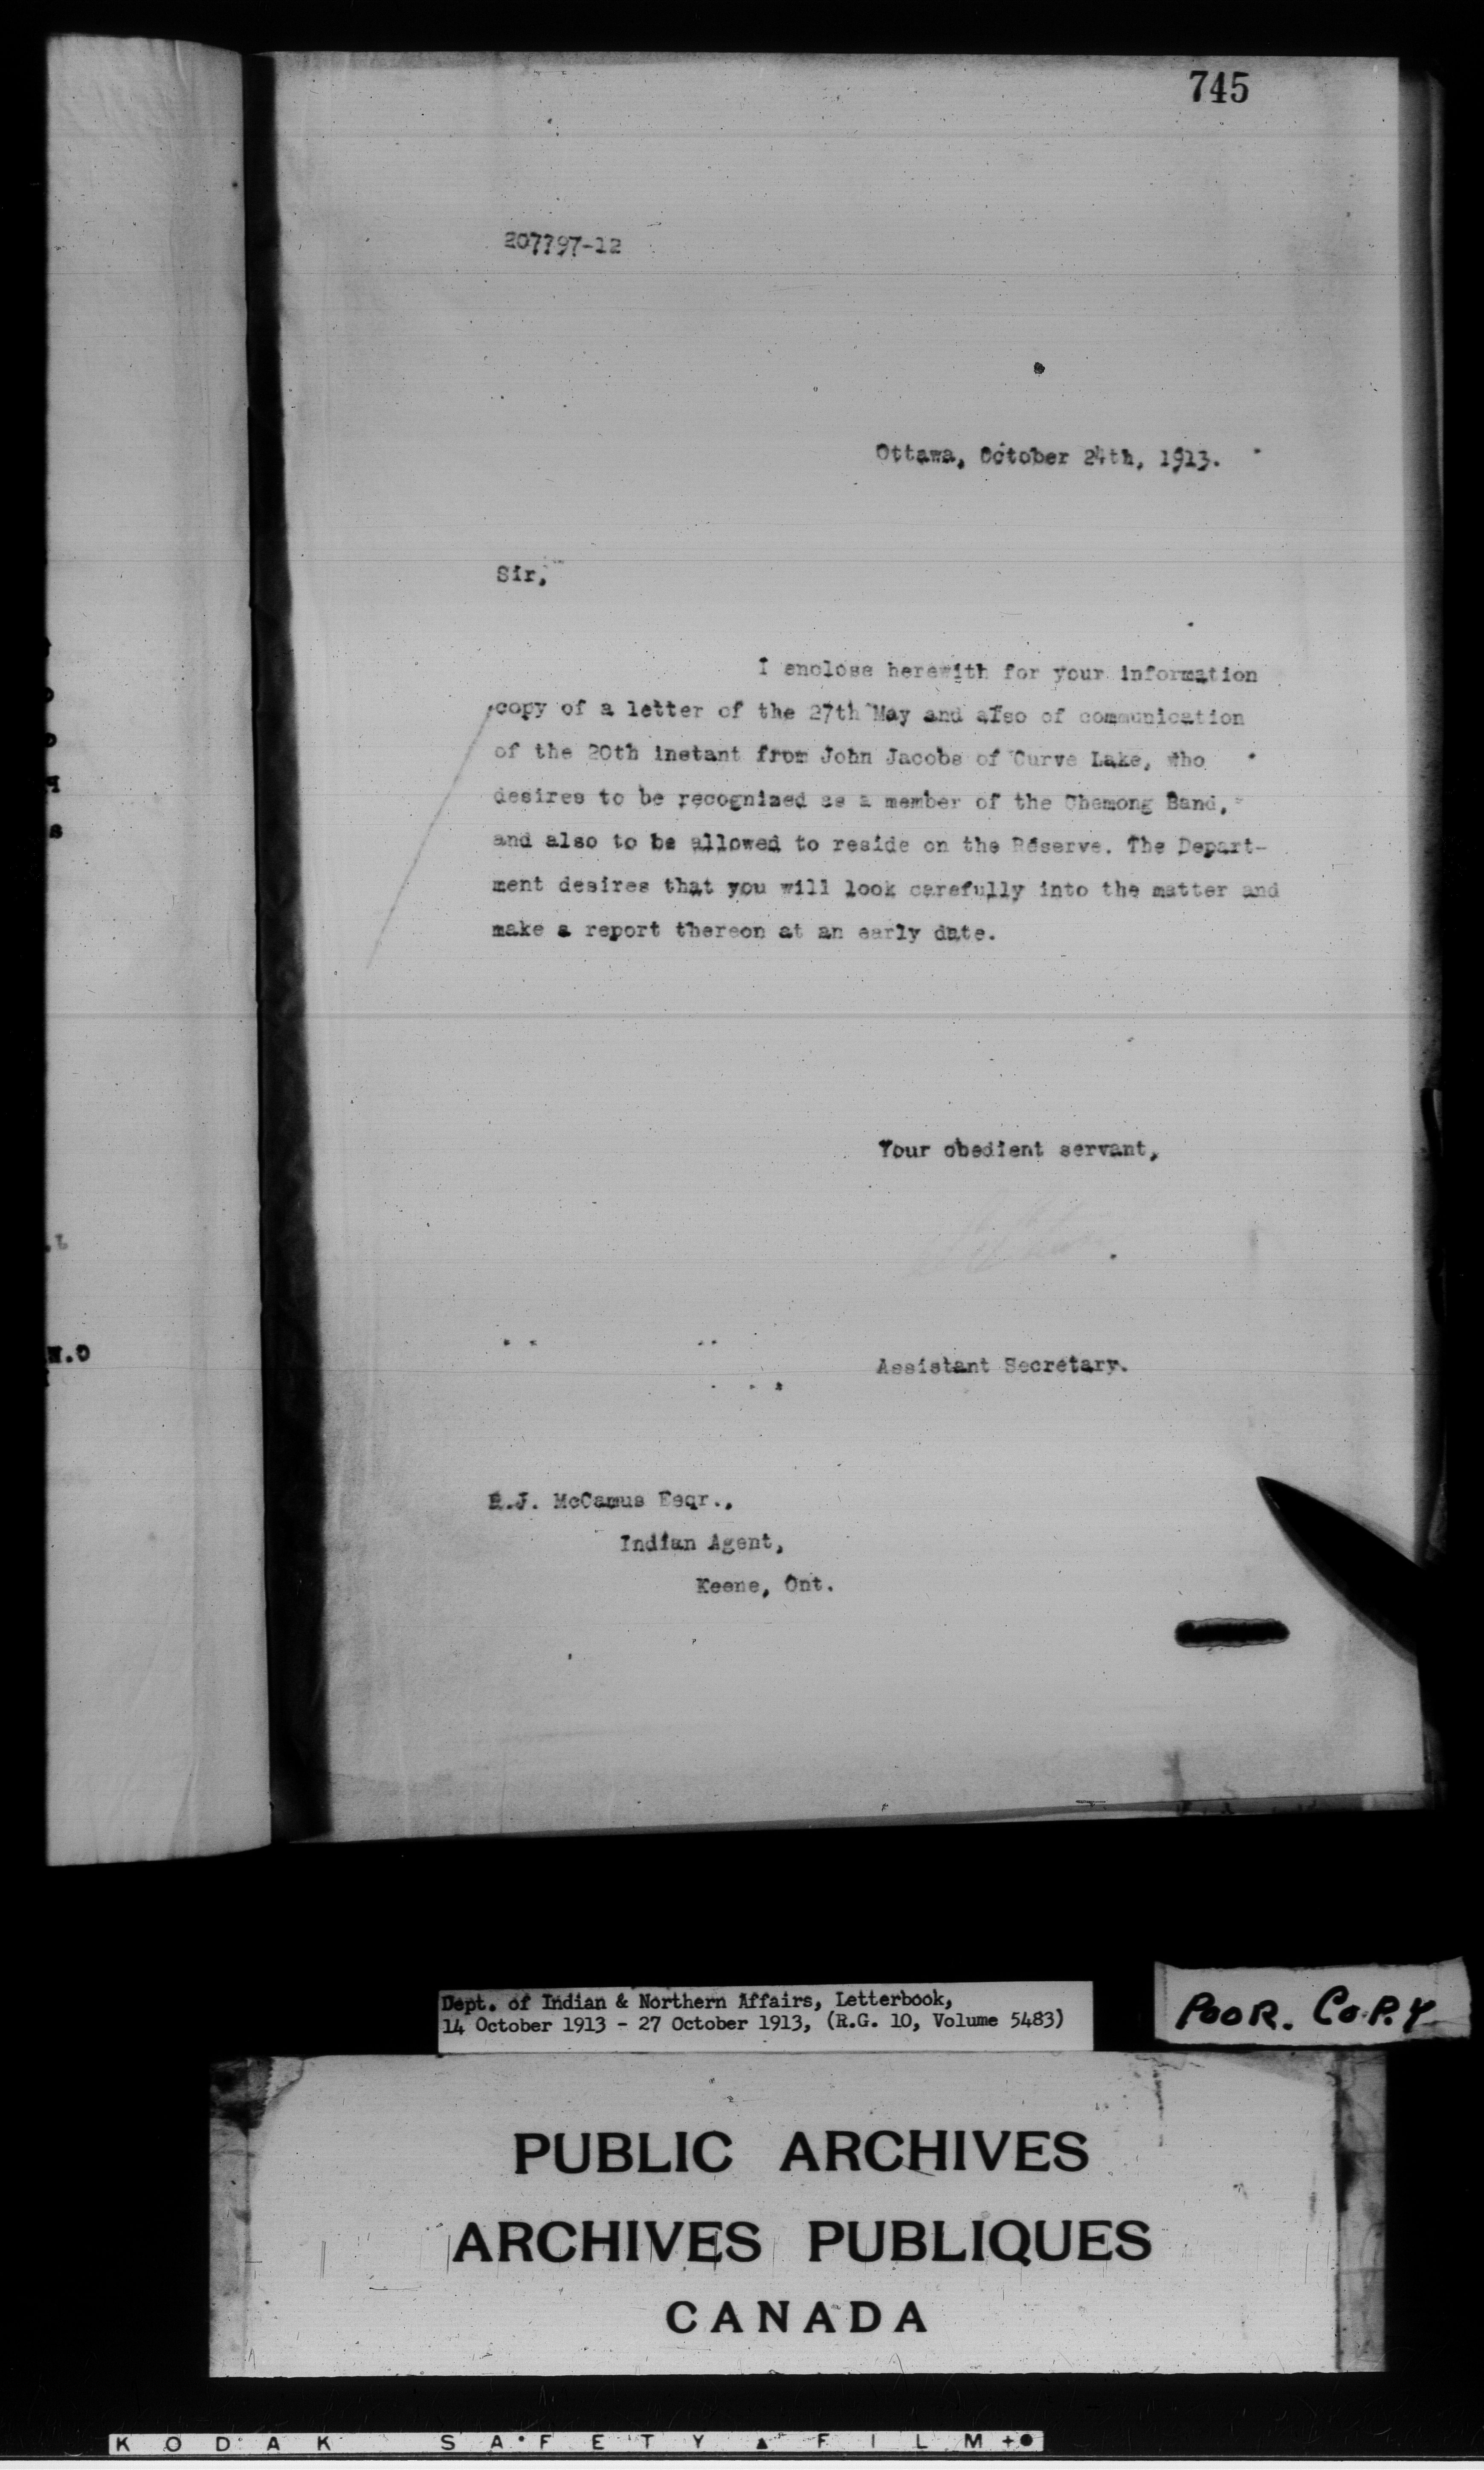 745
207797-12
Ottawa, October 24th, 1913.
Sir,
I enclose herewith for your information
copy of a letter of the 27th May and also of communication
of the 20th instant from John Jacobs of Curve Lake, who
desires to be recognized as a member of the Chemong Band,
and also to be allowed to reside on the Reserve. The Depart-
ment desires that you will look carefully into the matter and
make a report thereon at an early date.
Your obedient servant,
Assistant Secretary.
R.J. McCamus Esqr.,
Indian Agent,
Keene, Ont.
Dept. of Indian & Northern Affairs, Letterbook,
14 October 1913 - 27 October 1913, (R.G. 10, Volume 5483)
POOR. COPY
PUBLIC ARCHIVES
ARCHIVES PUBLIQUES
CANADA
KODAK SAFETY FILM